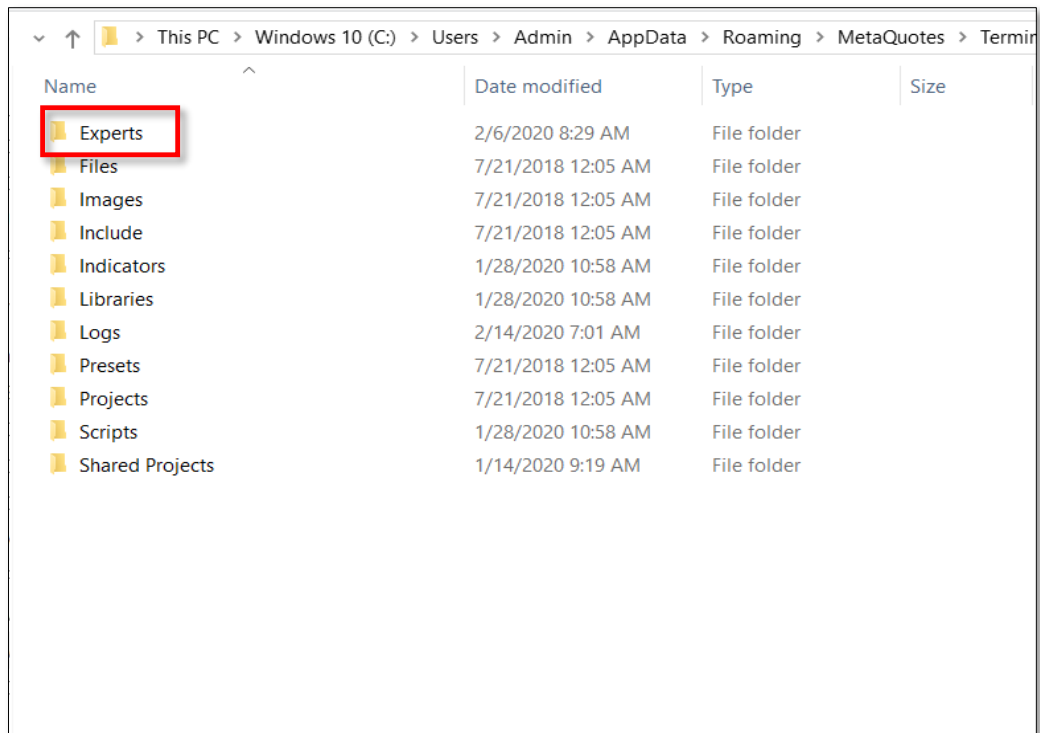 This PC > Windows 10 (C:) > Users > Admin > AppData > Roaming > MetaQuotes >
Name Date modified Type Size
Experts 2/6/2020 8:29 AM File folder
Files 7/21/2018 12:05 AM File folder
Images 7/21/2018 12:05 AM File folder
Include 7/21/2018 12:05 AM File folder
Indicators 1/28/2020 10:58 AM File folder
Libraries 1/28/2020 10:58 AM File folder
Logs 2/14/2020 7:01 AM File folder
Presets 7/21/2018 12:05 AM File folder
Projects 7/21/2018 12:05 AM File folder
Scripts 1/28/2020 10:58 AM File folder
Shared Projects 1/14/2020 9:19 AM File folder